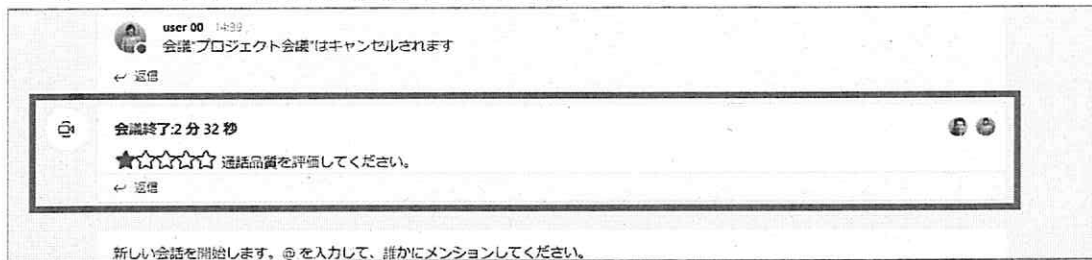 user 00 14:39
会議"プロジェクト会議"はキャンセルされます
↵ 返信
会議終了:2 分 32 秒
★☆☆☆☆ 通話品質を評価してください。
↵ 返信
新しい会話を開始します。@ を入力して、誰かにメンションしてください。